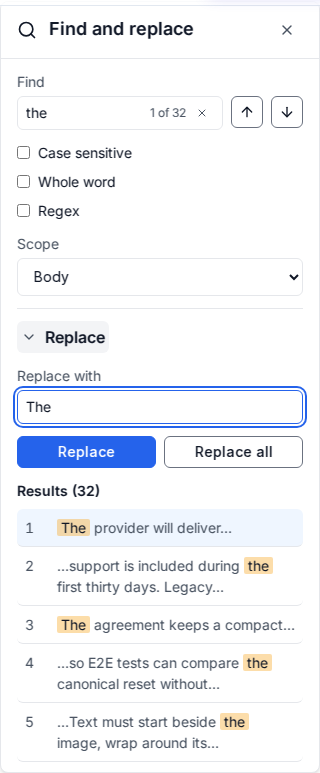 Find and replace
Find
the 1 of 32
Case sensitive
Whole word
Regex
Scope
Body
Replace
Replace with
The
Replace Replace all
Results (32)
1 The provider will deliver...
2 ...support is included during the
first thirty days. Legacy...
3 The agreement keeps a compact...
4 ...so E2E tests can compare the
canonical reset without...
5 ...Text must start beside the
image, wrap around its...